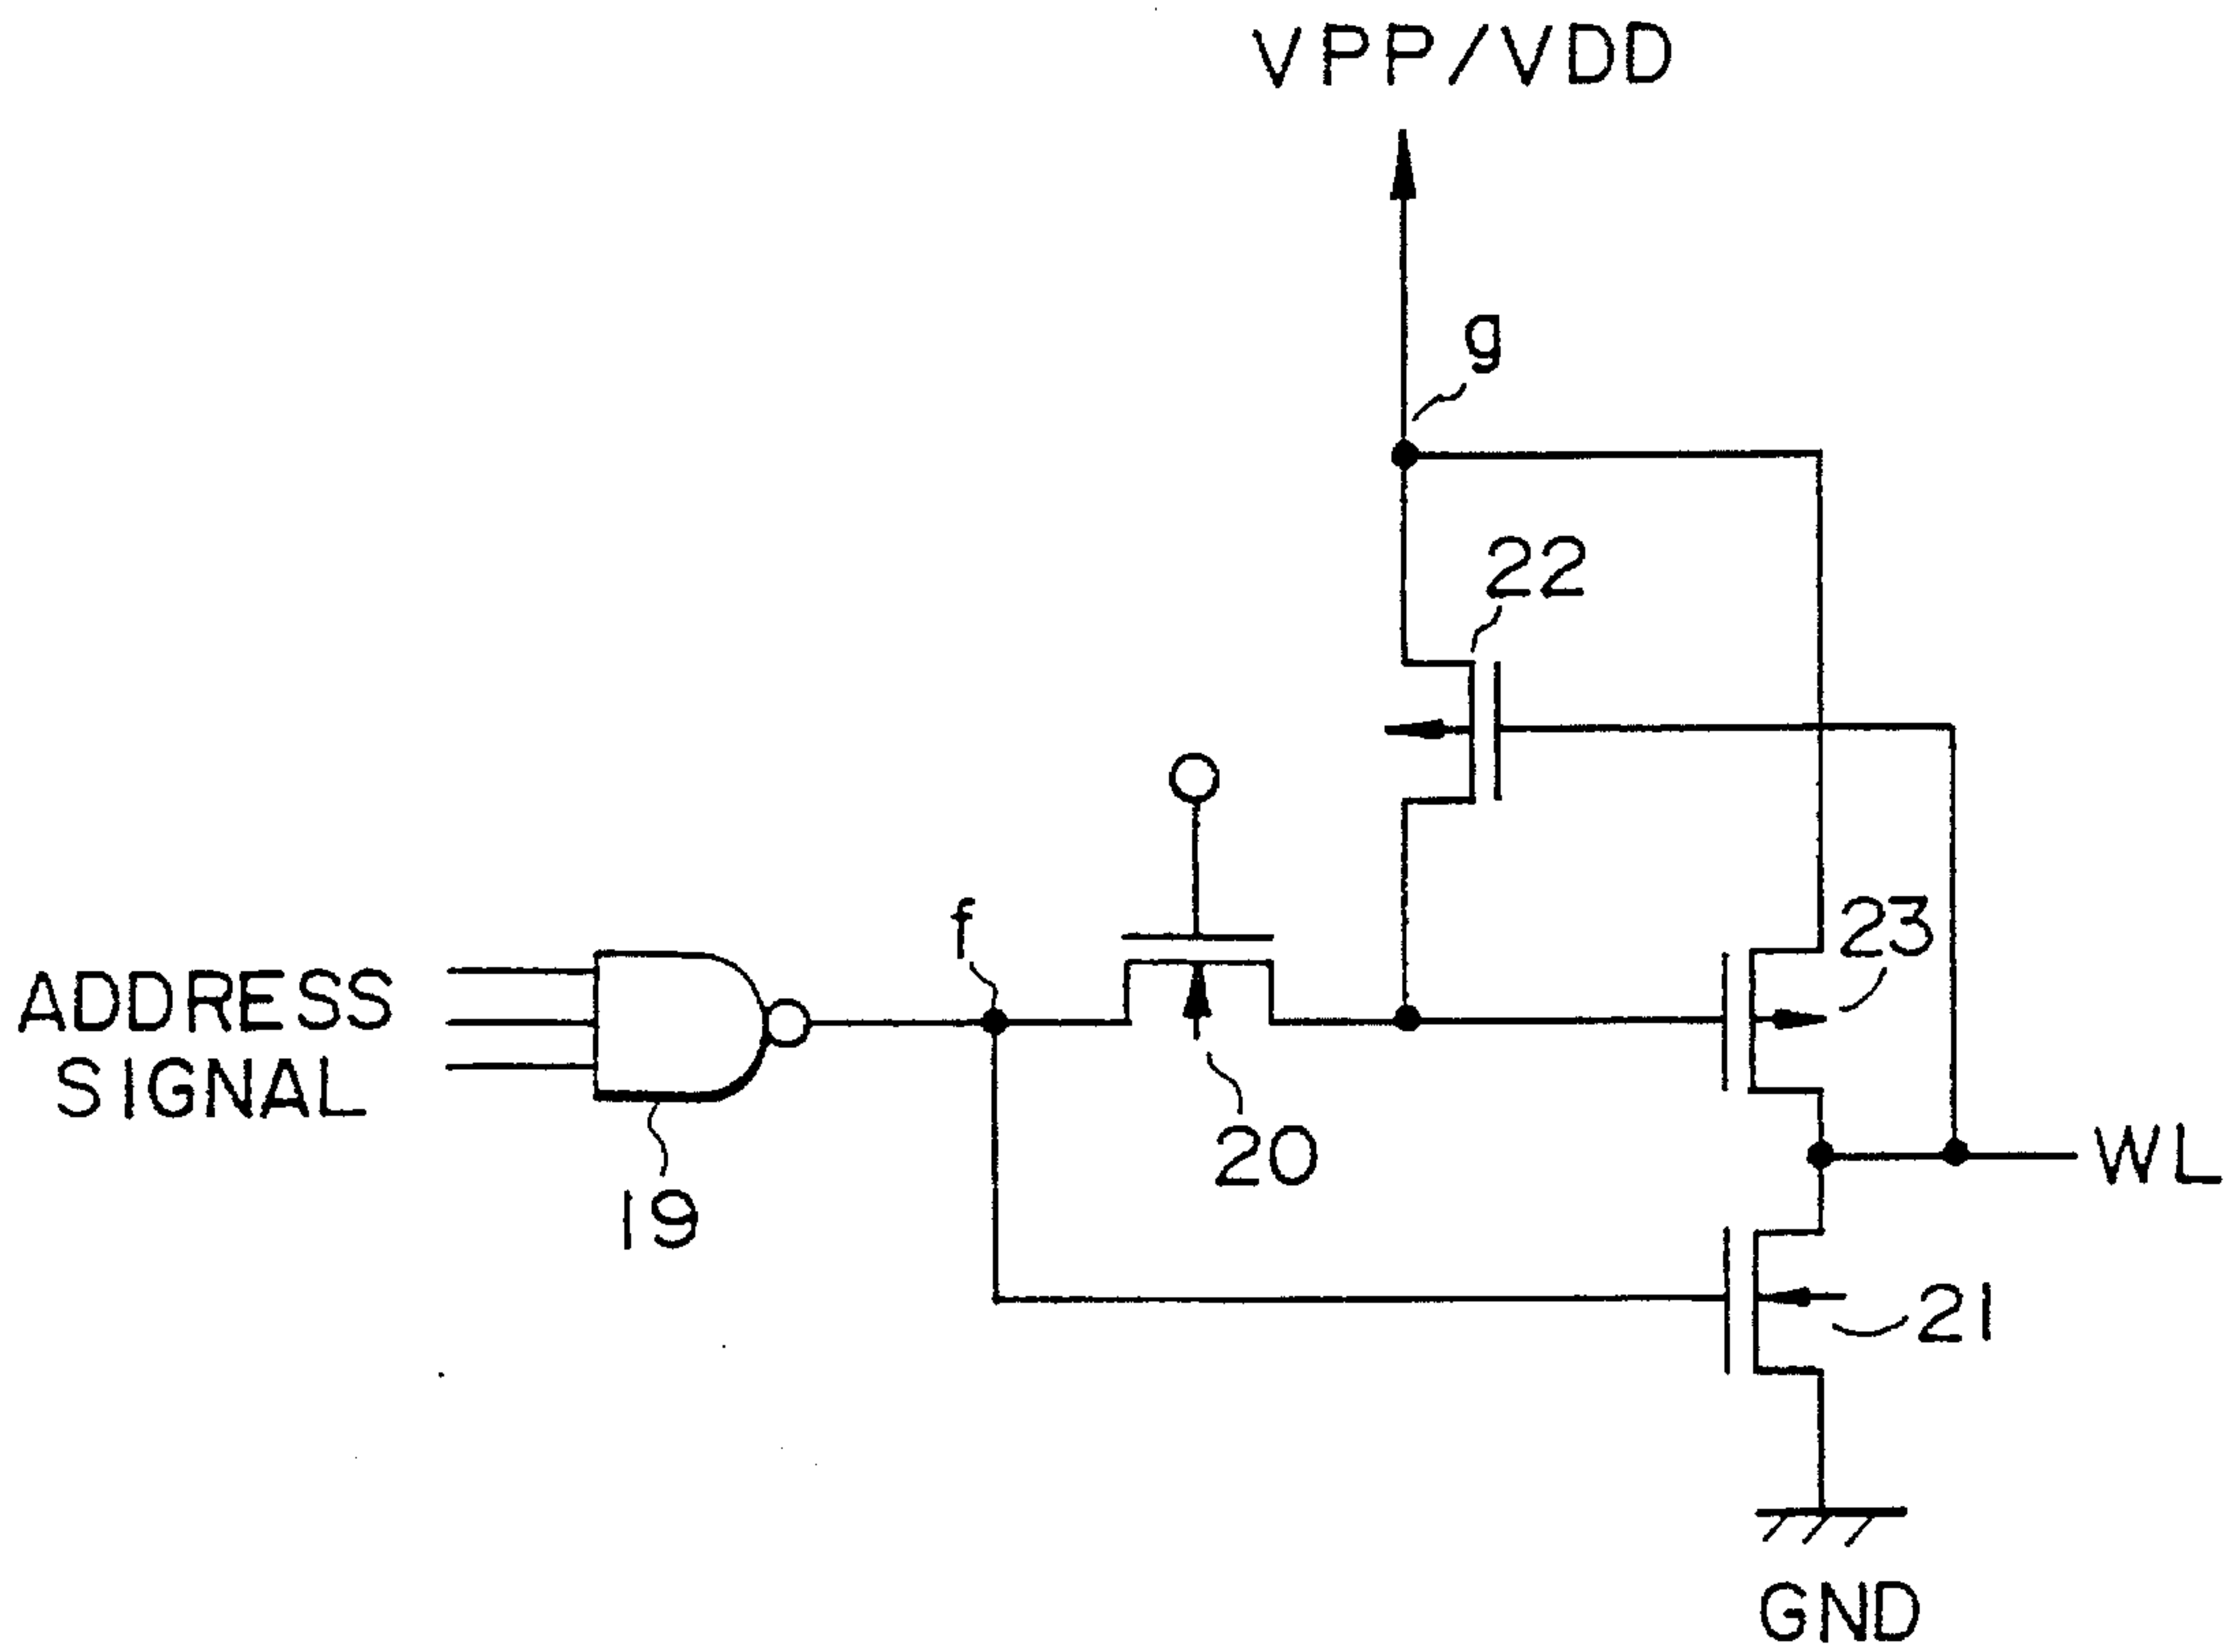 VPP/VDD
g
22
f
23
ADDRESS
SIGNAL
20
WL
19
21
GND